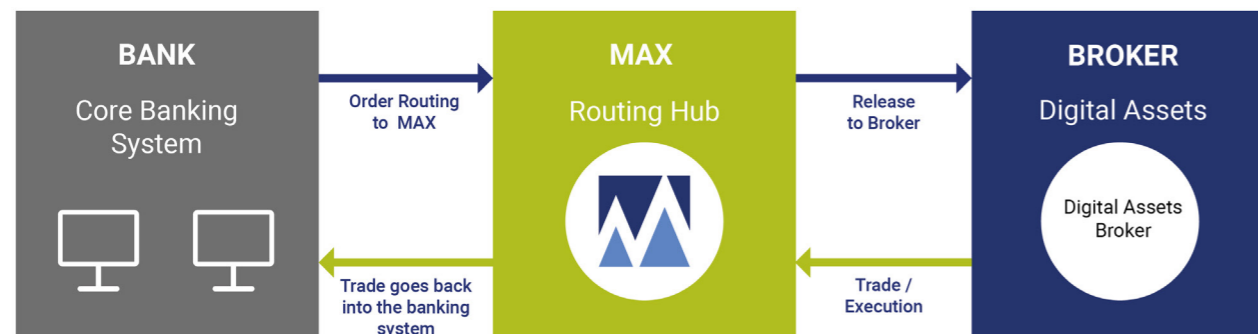 BANK
Core Banking
System
Order Routing
to MAX
Trade goes back
into the banking
system
MAX
Routing Hub
Release
to Broker
Trade /
Execution
BROKER
Digital Assets
Digital Assets
Broker